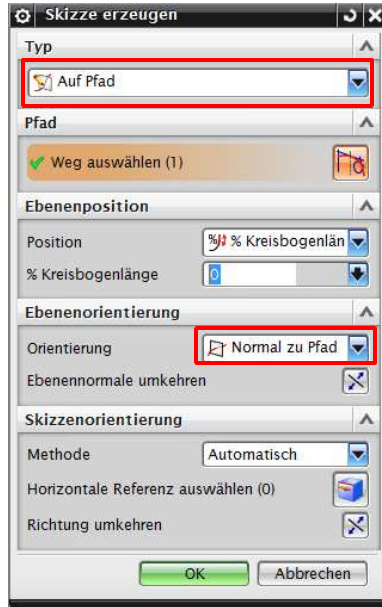 Skizze erzeugen
Typ
Auf Pfad
Pfad
Weg auswählen (1)
Ebenenposition
Position % Kreisbogenlän
% Kreisbogenlänge 0
Ebenenorientierung
Orientierung Normal zu Pfad
Ebenennormale umkehren
Skizzenorientierung
Methode Automatisch
Horizontale Referenz auswählen (0)
Richtung umkehren
OK Abbrechen